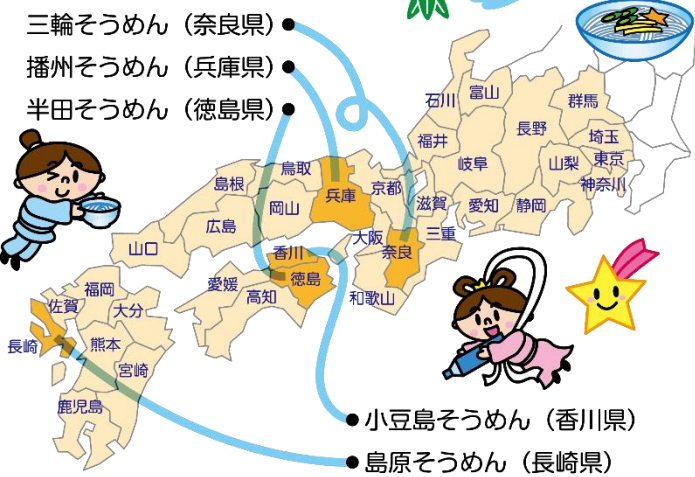 三輪そうめん（奈良県）
播州そうめん（兵庫県）
半田そうめん（徳島県）
石川
富山
群馬
福井
長野
埼玉
岐阜
山梨
東京
神奈川
鳥取
島根
兵庫
京都
滋賀
愛知
静岡
岡山
広島
大阪
奈良
三重
山口
香川
徳島
愛媛
高知
和歌山
福岡
佐賀
大分
長崎
熊本
宮崎
鹿児島
小豆島そうめん（香川県）
島原そうめん（長崎県）